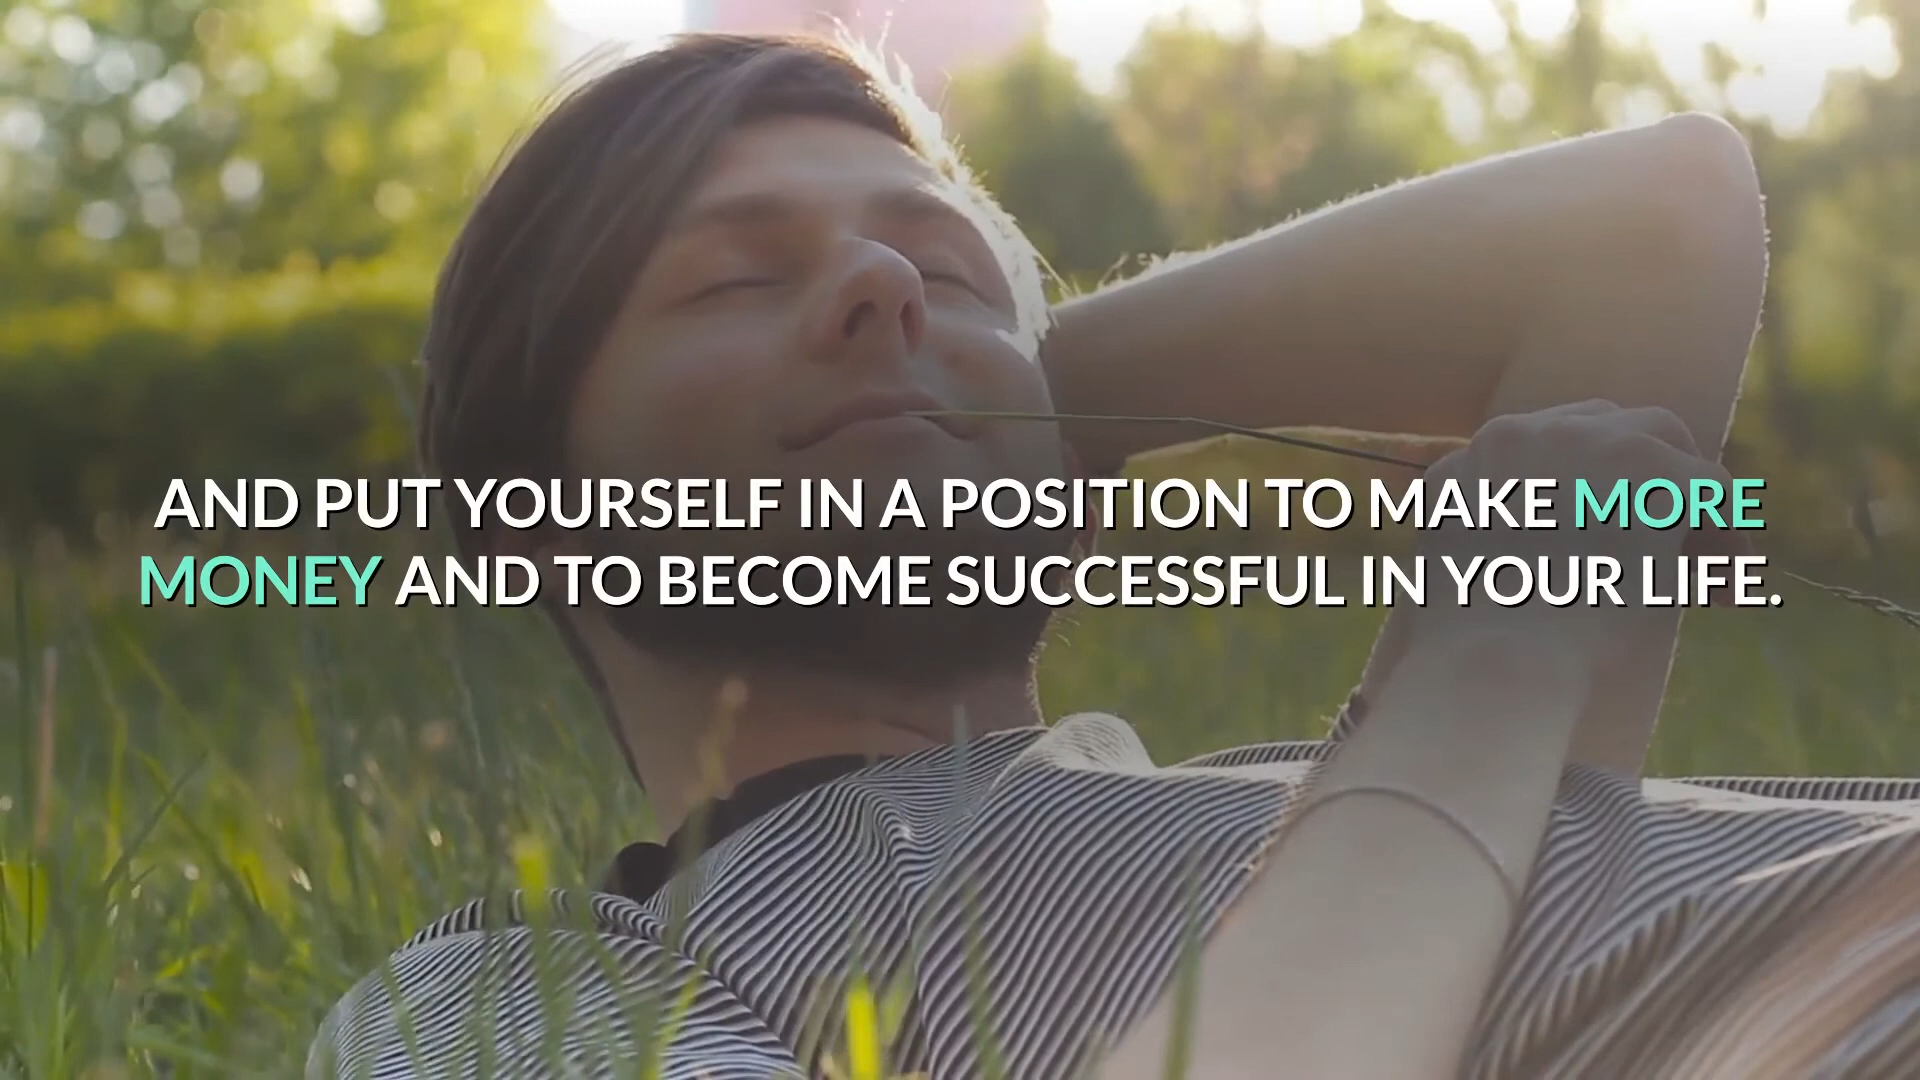 AND PUT YOURSELF IN A POSITION TO MAKE MORE
MONEY AND TO BECOME SUCCESSFUL IN YOUR LIFE.